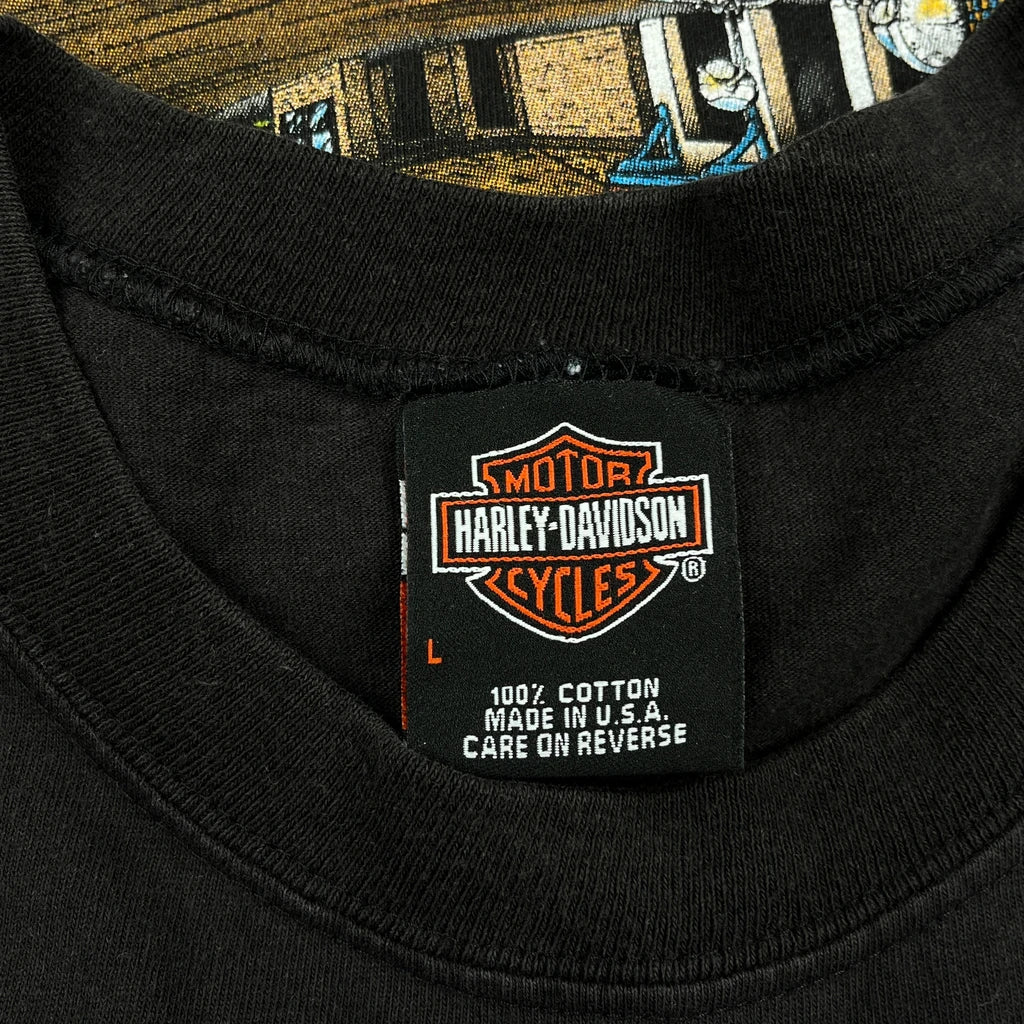 MOTOR
HARLEY-DAVIDSON
CYCLES
®
L
100% COTTON
MADE IN U.S.A.
CARE ON REVERSE